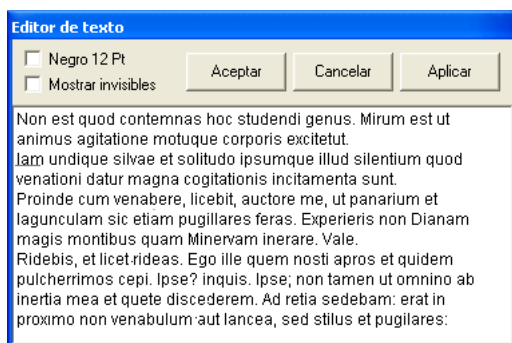 Editor de texto
Negro 12 Pt
Mostrar invisibles
Aceptar
Cancelar
Aplicar
Non est quod contemnas hoc studendi genus. Mirum est ut
animus agitatione motuque corporis excitetut.
Iam undique silvae et solitudo ipsumque illud silentium quod
venationi datur magna cogitationis incitamenta sunt.
Proinde cum venabere, licebit, auctore me, ut panarium et
lagunculam sic etiam pugillares feras. Experieris non Dianam
magis montibus quam Minervam inerare. Vale.
Ridebis, et licet rideas. Ego ille quem nosti apros et quidem
pulcherrimos cepi. Ipse? inquis. Ipse; non tamen ut omnino ab
inertia mea et quete discederem. Ad retia sedebam: erat in
proximo non venabulum aut lancea, sed stilus et pugilares: